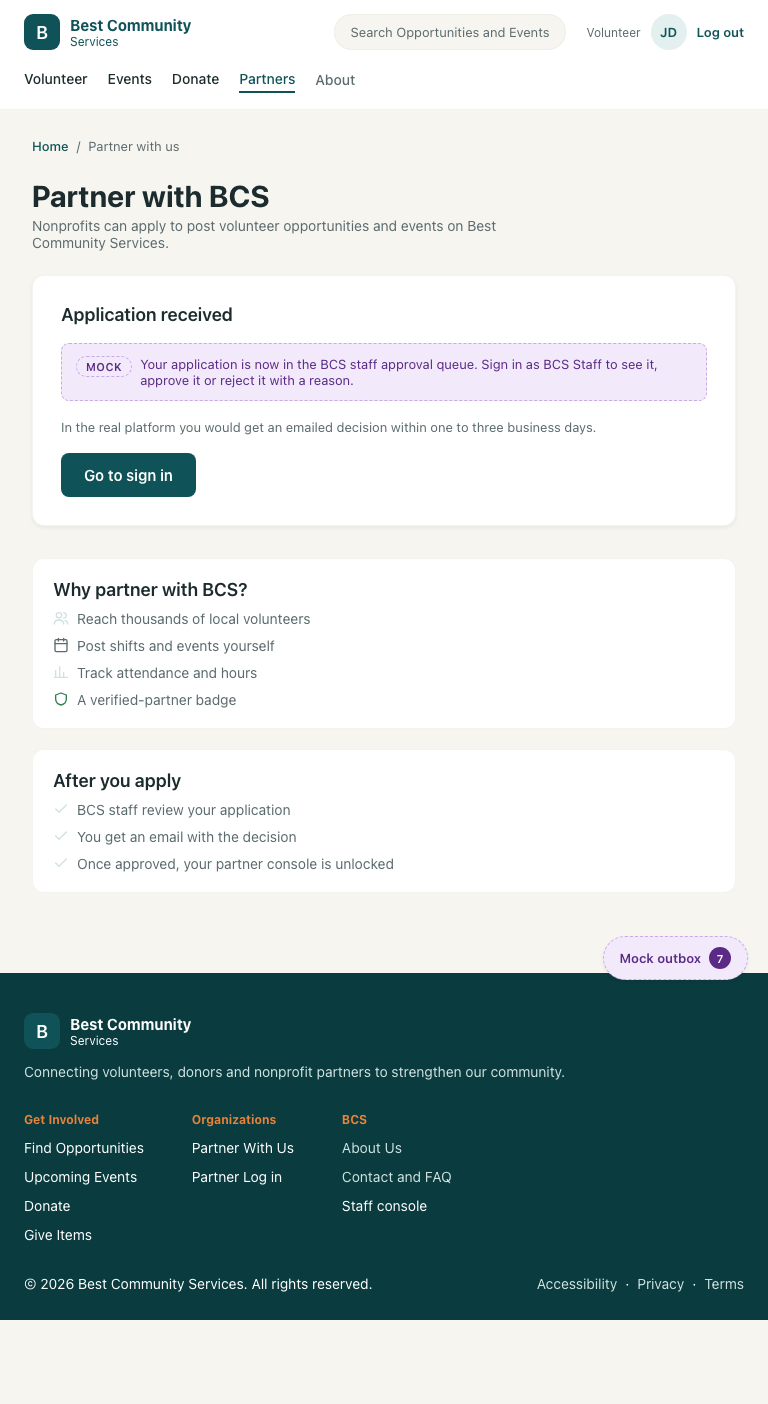 B
Best Community
Services
Search Opportunities and Events
Volunteer
JD
Log out
Volunteer
Events
Donate
Partners
About
Home / Partner with us
Partner with BCS
Nonprofits can apply to post volunteer opportunities and events on Best
Community Services.
Application received
MOCK
Your application is now in the BCS staff approval queue. Sign in as BCS Staff to see it,
approve it or reject it with a reason.
In the real platform you would get an emailed decision within one to three business days.
Go to sign in
Why partner with BCS?
Reach thousands of local volunteers
Post shifts and events yourself
Track attendance and hours
A verified-partner badge
After you apply
BCS staff review your application
You get an email with the decision
Once approved, your partner console is unlocked
Mock outbox 7
B
Best Community
Services
Connecting volunteers, donors and nonprofit partners to strengthen our community.
Get Involved
Find Opportunities
Upcoming Events
Donate
Give Items
Organizations
Partner With Us
Partner Log in
BCS
About Us
Contact and FAQ
Staff console
© 2026 Best Community Services. All rights reserved.
Accessibility · Privacy · Terms